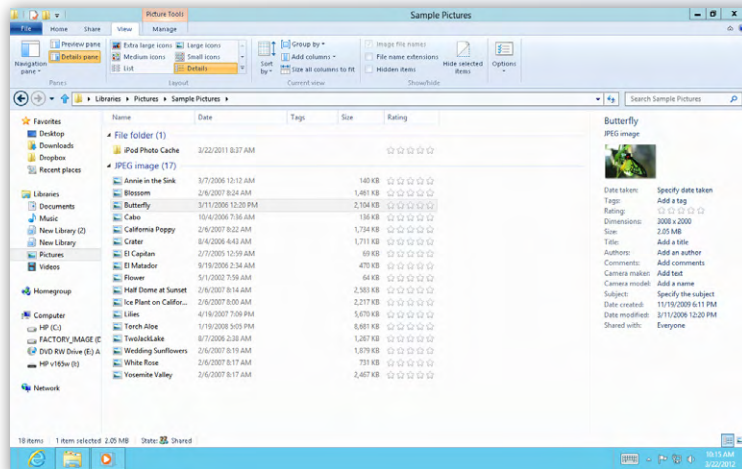 Picture Tools
Sample Pictures
File Home Share View Manage
Navigation pane
Preview pane
Details pane
Panes
Extra large icons Large icons
Medium icons Small icons
List Details
Layout
Sort by
Group by
Add columns
Size all columns to fit
Current view
Image file names
File name extensions
Hidden items
Hide selected items
Show/hide
Options
Libraries Pictures Sample Pictures
Search Sample Pictures
Favorites
Desktop
Downloads
Dropbox
Recent places
Libraries
Documents
Music
New Library (2)
New Library
Pictures
Videos
Homegroup
Computer
HP (C:)
FACTORY_IMAGE (E
DVD RW Drive (E:) A
HP v165w (I:)
Network
Name Date Tags Size Rating
File folder (1)
iPod Photo Cache 3/22/2011 8:37 AM
JPEG image (17)
Annie in the Sink 3/7/2006 12:12 AM 140 KB
Blossom 2/6/2007 8:24 AM 1,461 KB
Butterfly 3/11/2006 12:20 PM 2,104 KB
Cabo 10/4/2006 7:36 AM 136 KB
California Poppy 2/6/2007 8:22 AM 1,734 KB
Crater 8/4/2006 4:43 AM 1,711 KB
El Capitan 2/7/2005 12:59 AM 69 KB
El Matador 9/19/2006 2:34 AM 470 KB
Flower 5/1/2002 7:59 AM 64 KB
Half Dome at Sunset 2/6/2007 8:14 AM 2,583 KB
Ice Plant on Califor... 2/6/2007 8:00 AM 2,217 KB
Lilies 4/19/2007 7:09 PM 5,670 KB
Torch Aloe 1/19/2008 5:05 PM 6,661 KB
TwoJackLake 8/7/2006 2:38 AM 1,267 KB
Wedding Sunflowers 2/6/2007 8:19 AM 1,879 KB
White Rose 2/6/2007 8:17 AM 731 KB
Yosemite Valley 2/6/2007 8:17 AM 2,467 KB
Butterfly
JPEG image
Date taken: Specify date taken
Tags: Add a tag
Rating:
Dimensions: 3008 x 2000
Size: 2.05 MB
Title: Add a title
Authors: Add an author
Comments: Add comments
Camera maker: Add text
Camera model: Add a name
Subject: Specify the subject
Date created: 11/19/2009 6:11 PM
Date modified: 3/11/2006 12:20 PM
Shared with: Everyone
18 items 1 item selected 2.05 MB State: Shared
10:15 AM
3/22/2012